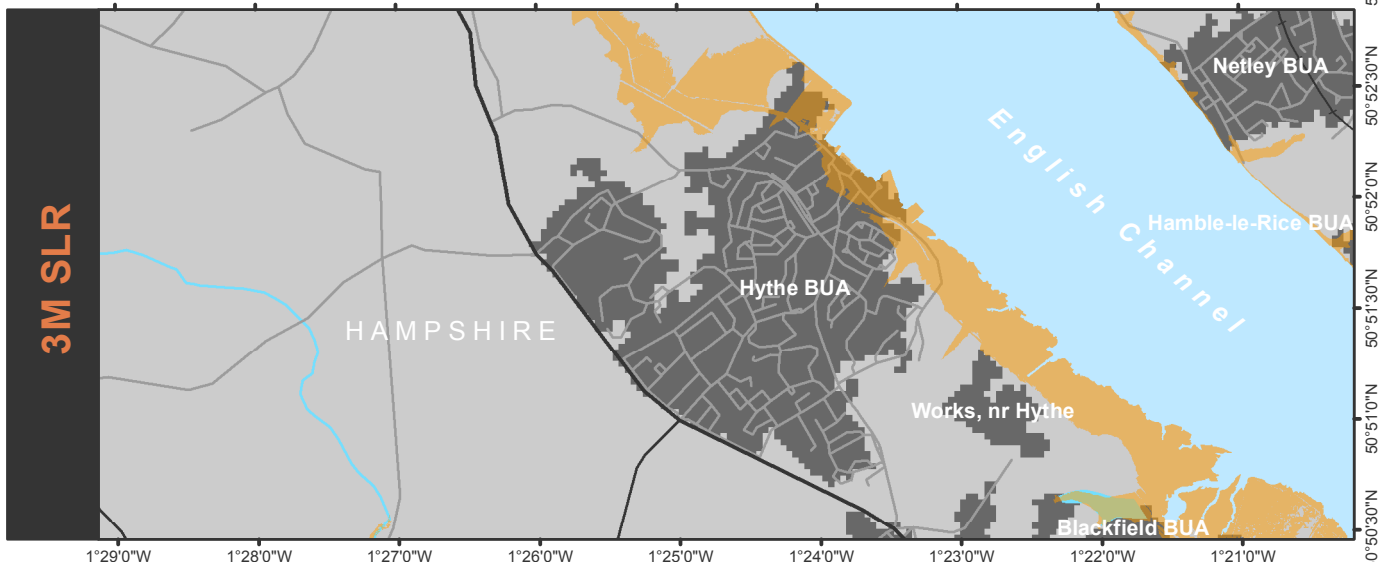 3M SLR
Netley BUA
English Channel
Hamble-le-Rice BUA
Hythe BUA
HAMPSHIRE
Works, nr Hythe
Blackfield BUA
50°52'30"N
50°52'0"N
50°51'30"N
50°51'0"N
0°50'30"N
1°29'0"W
1°28'0"W
1°27'0"W
1°26'0"W
1°25'0"W
1°24'0"W
1°23'0"W
1°22'0"W
1°21'0"W